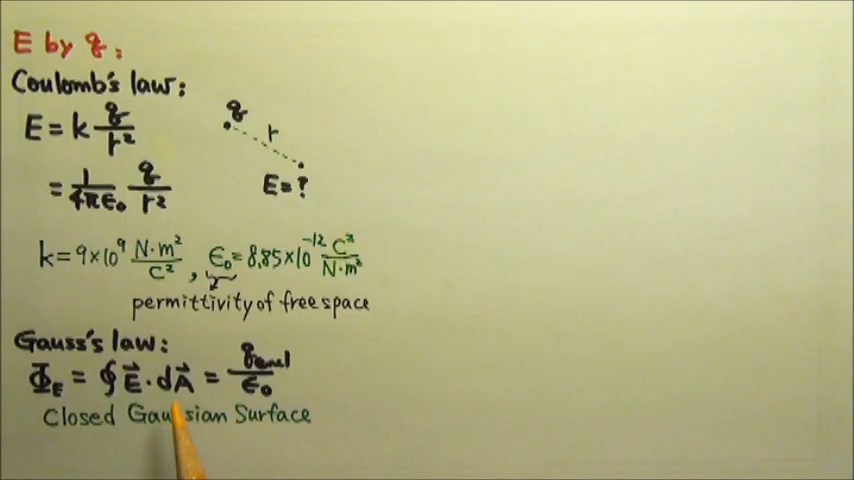 E by q:
Coulomb's law:
E = k q/r²
q
r
= 1/4πε₀ q/r²
E = ?
k = 9×10⁹ N·m²/C², ε₀ = 8.85×10⁻¹² C²/N·m²
permittivity of free space
Gauss's law:
Φ_E = ∮ E⃗ · dA⃗ = q_encl/ε₀
Closed Gaussian Surface